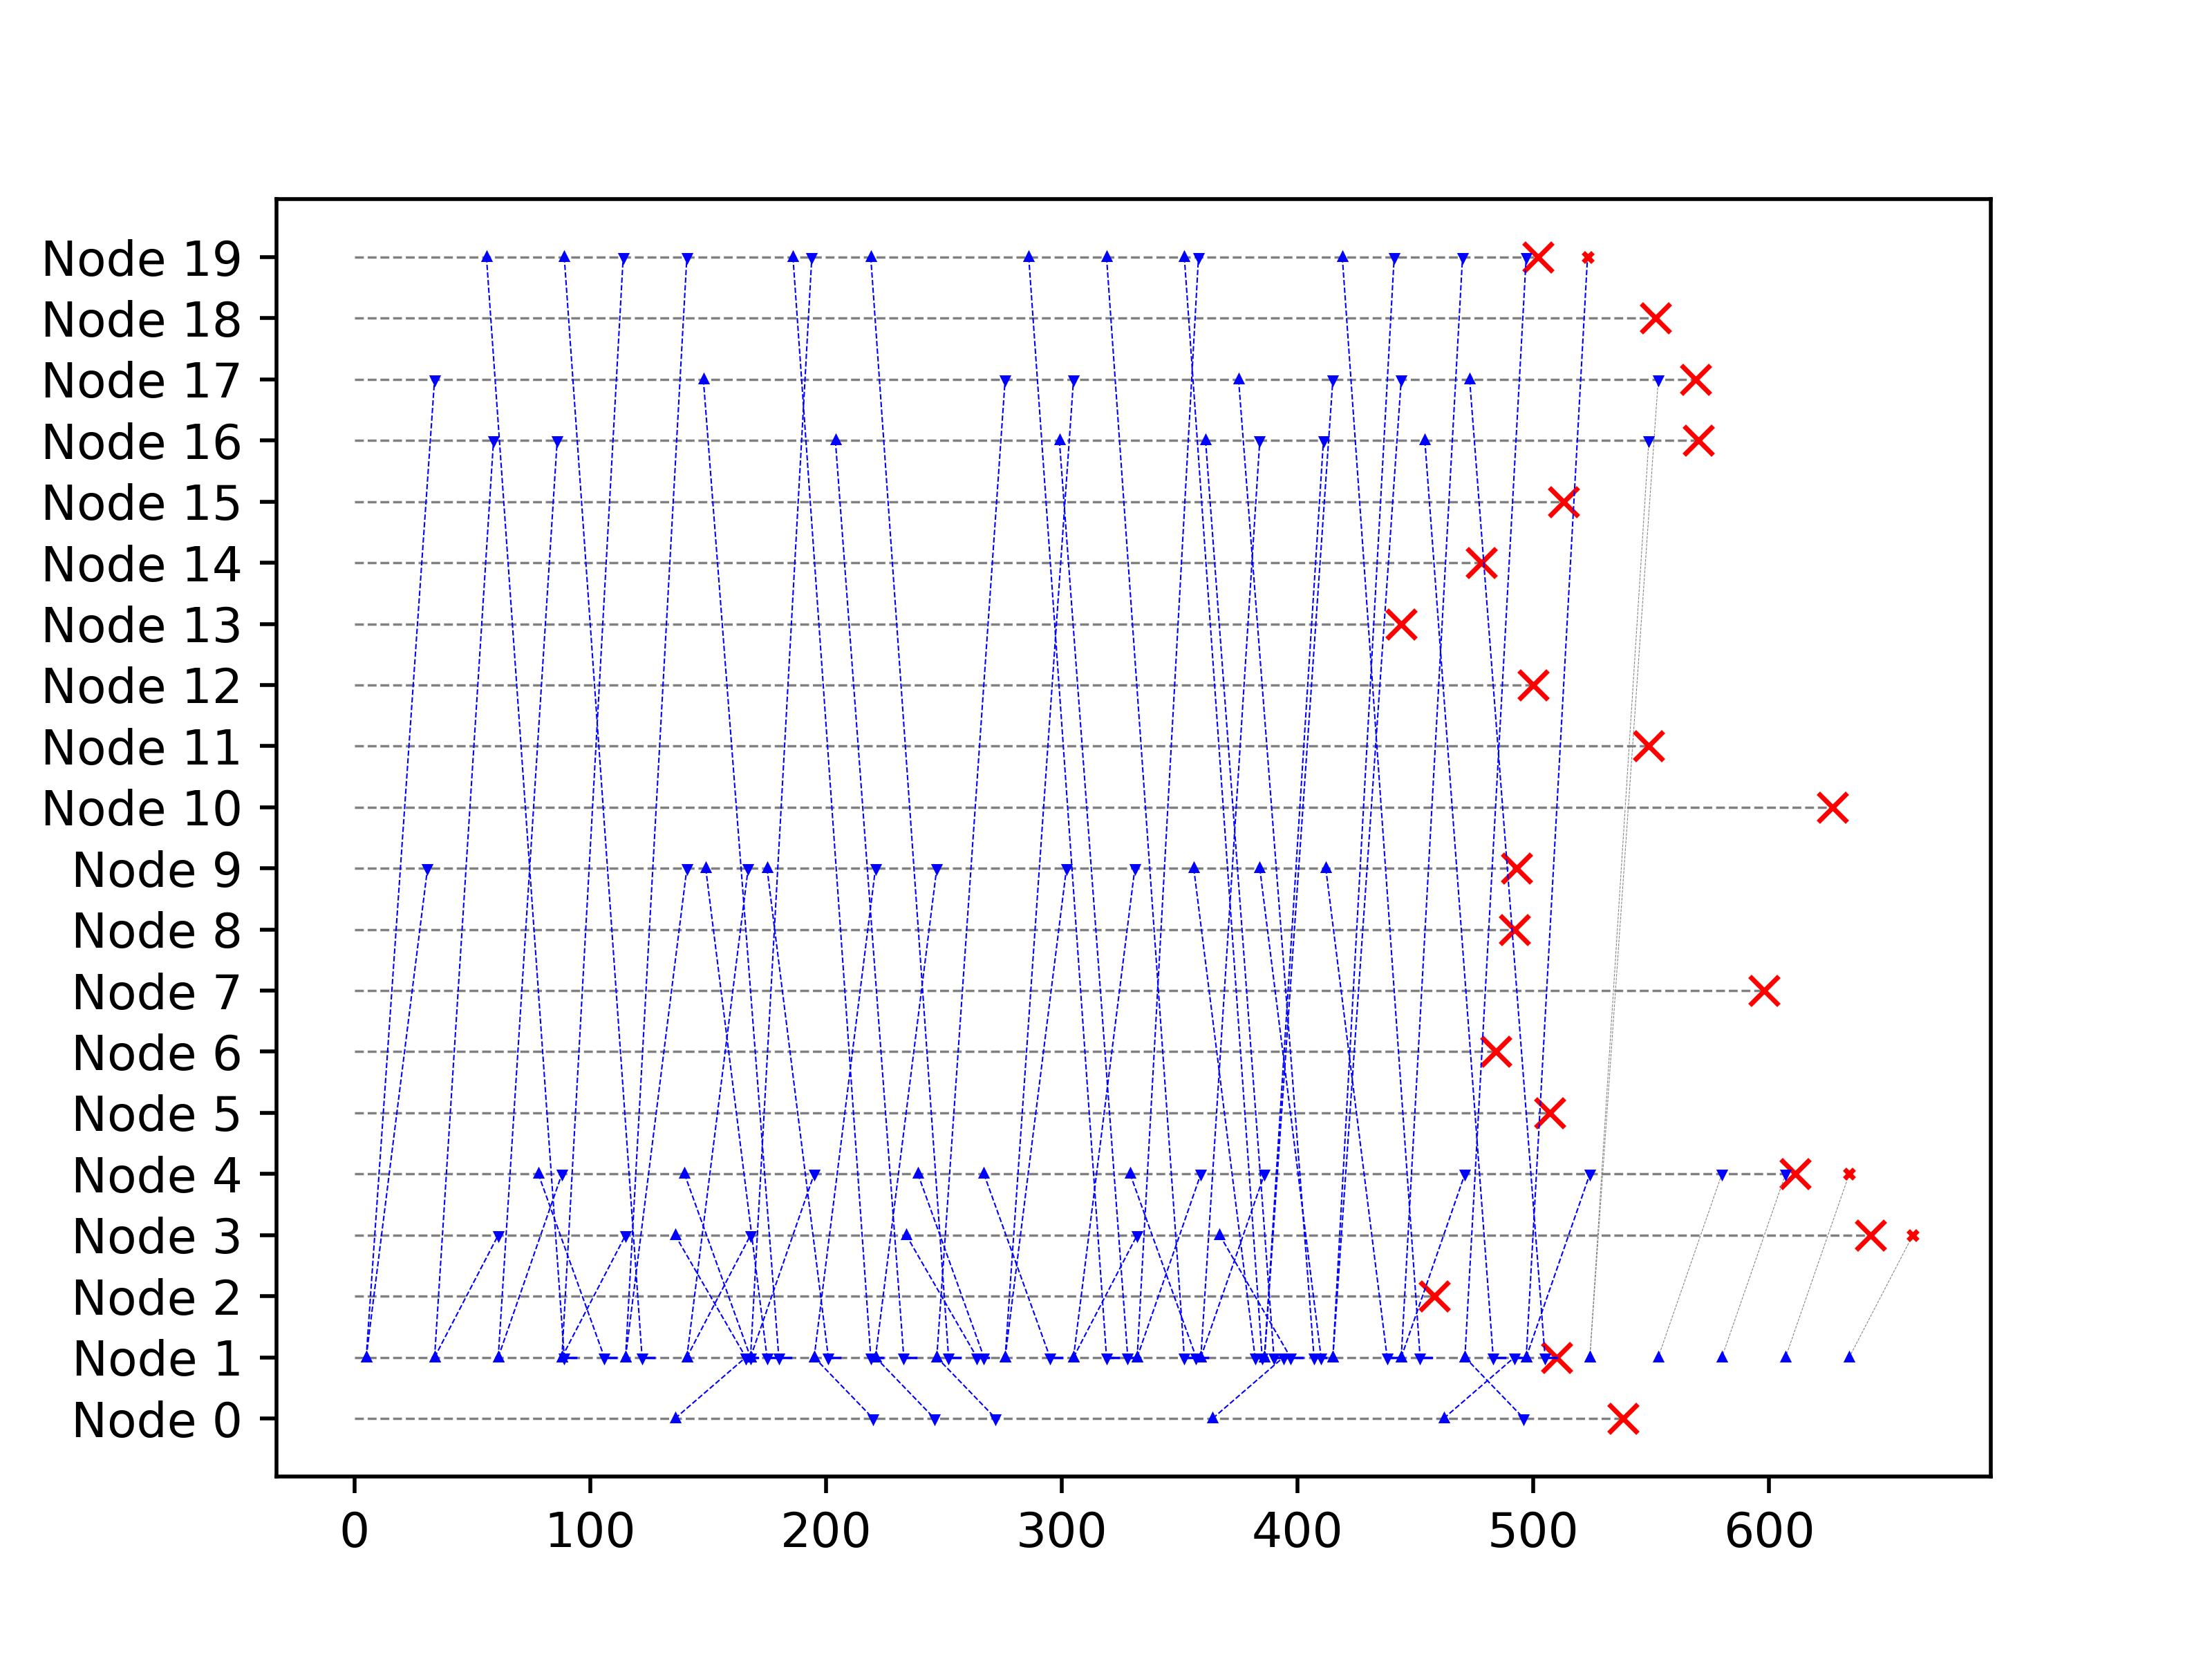 Node 19
Node 18
Node 17
Node 16
Node 15
Node 14
Node 13
Node 12
Node 11
Node 10
Node 9
Node 8
Node 7
Node 6
Node 5
Node 4
Node 3
Node 2
Node 1
Node 0
0 100 200 300 400 500 600